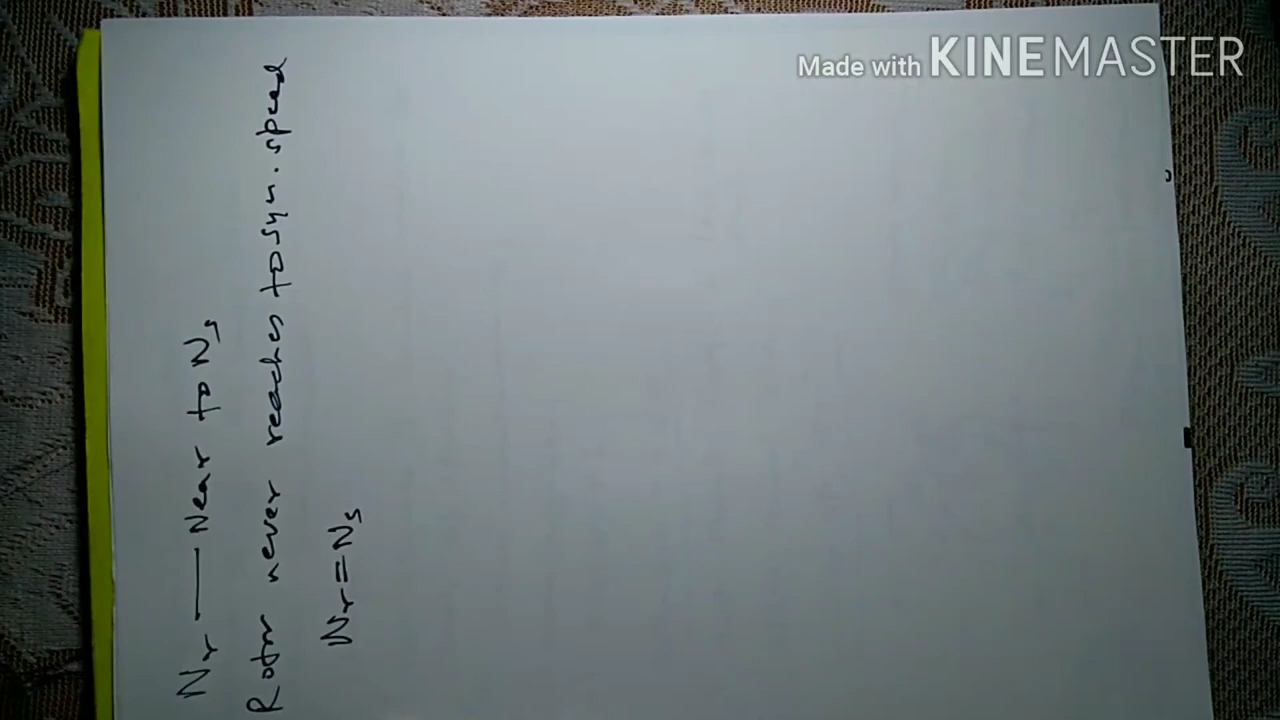 Made with KINEMASTER
Nr — Near to Ns
Rotor never reaches to syn. speed
Nr = Ns